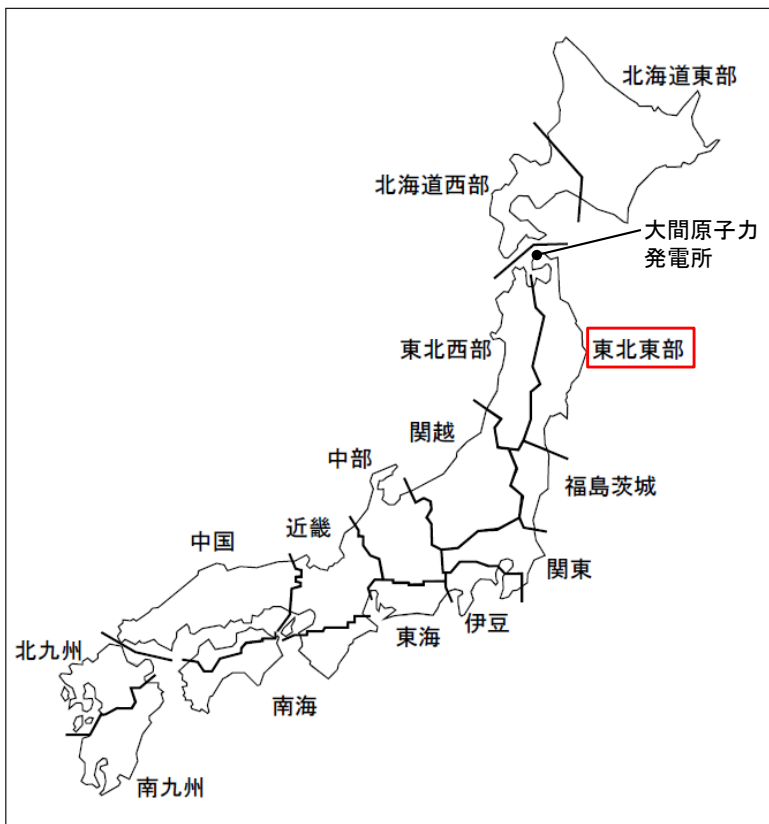 北海道東部
北海道西部
大間原子力
発電所
東北西部
東北東部
関越
中部
福島茨城
近畿
中国
関東
伊豆
東海
北九州
南海
南九州